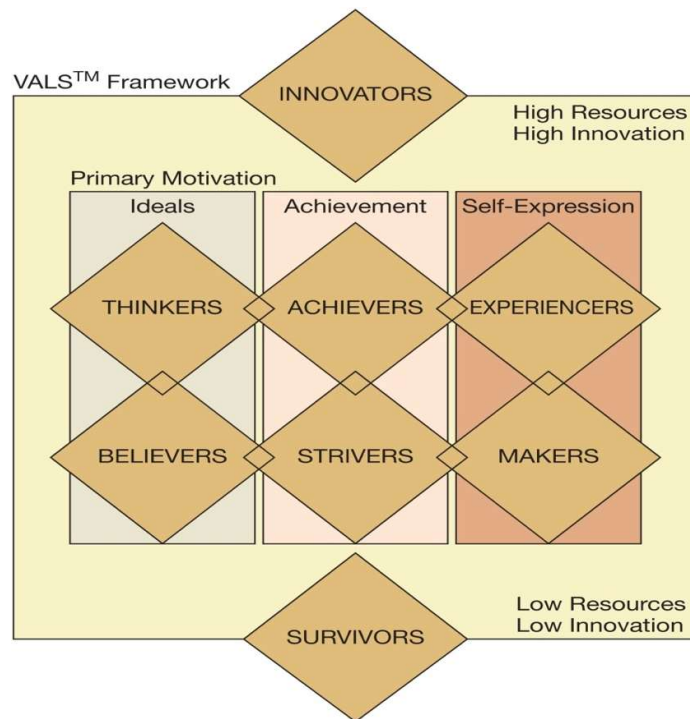 VALS™ Framework
INNOVATORS
High Resources
High Innovation
Primary Motivation
Ideals
Achievement
Self-Expression
THINKERS
ACHIEVERS
EXPERIENCERS
BELIEVERS
STRIVERS
MAKERS
Low Resources
Low Innovation
SURVIVORS